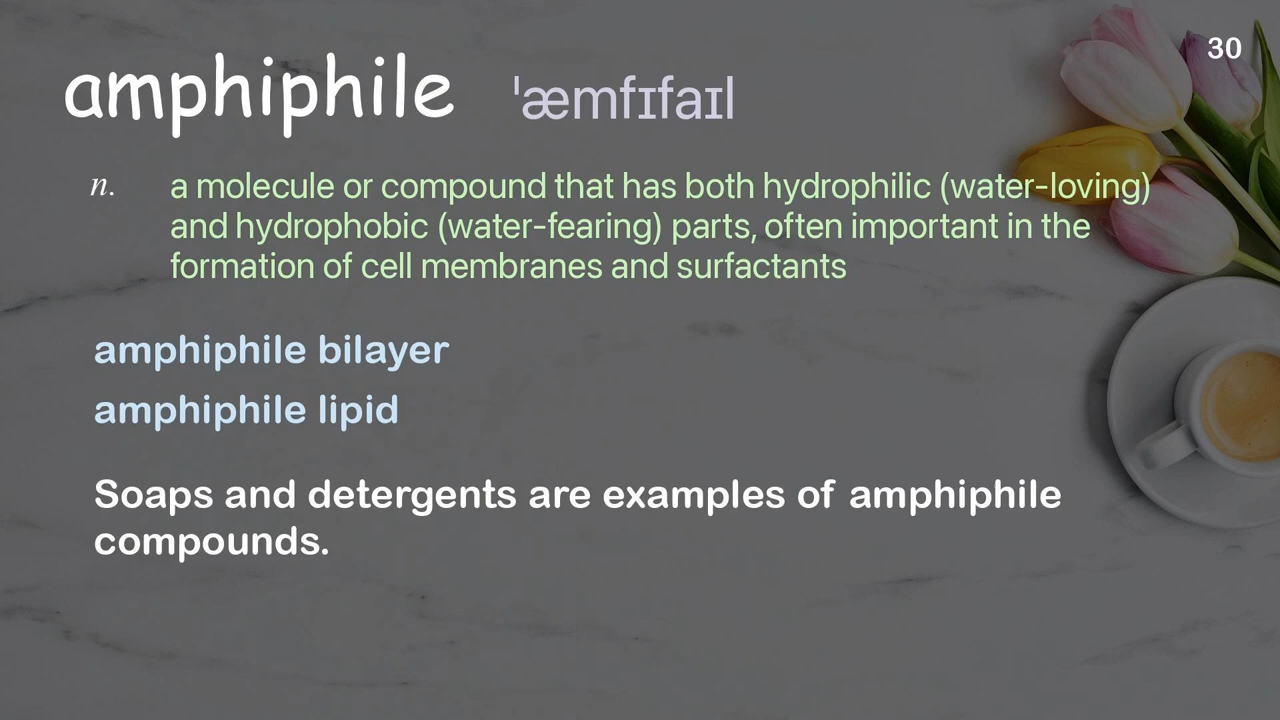 30
amphiphile ˈæmfɪfaɪl
n. a molecule or compound that has both hydrophilic (water-loving)
and hydrophobic (water-fearing) parts, often important in the
formation of cell membranes and surfactants
amphiphile bilayer
amphiphile lipid
Soaps and detergents are examples of amphiphile
compounds.